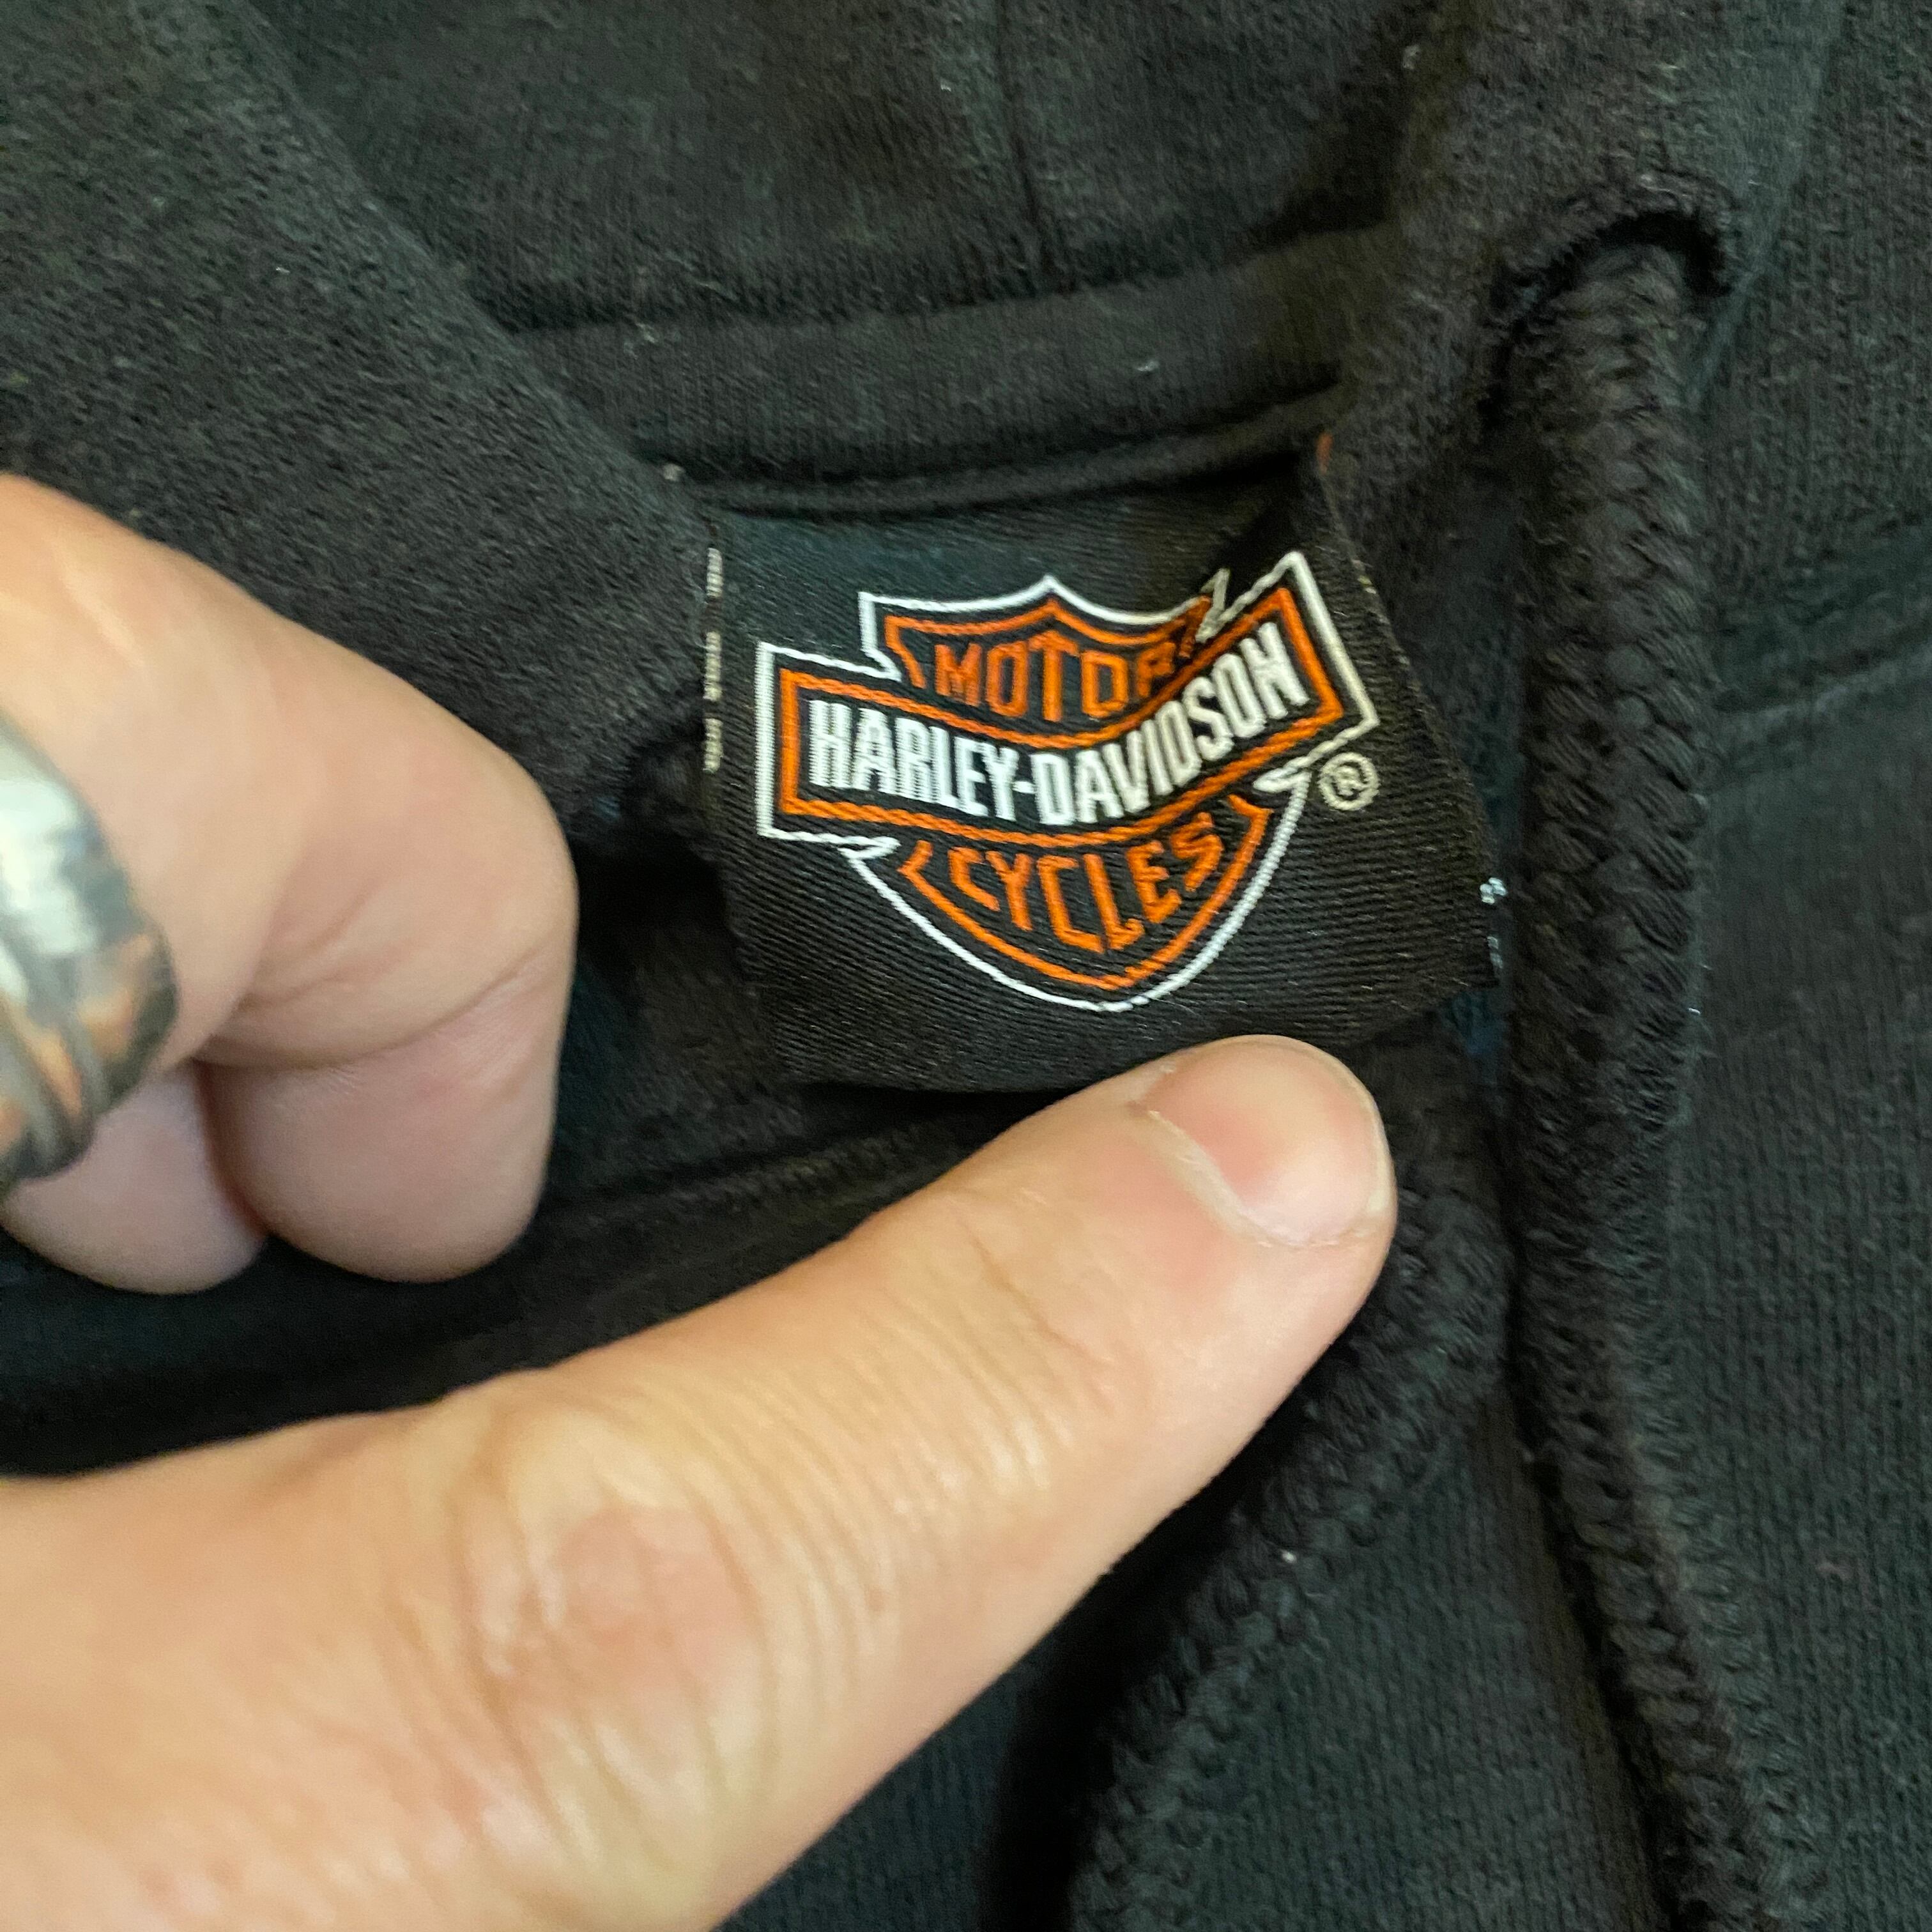 MOTOR
HARLEY-DAVIDSON
®
CYCLES